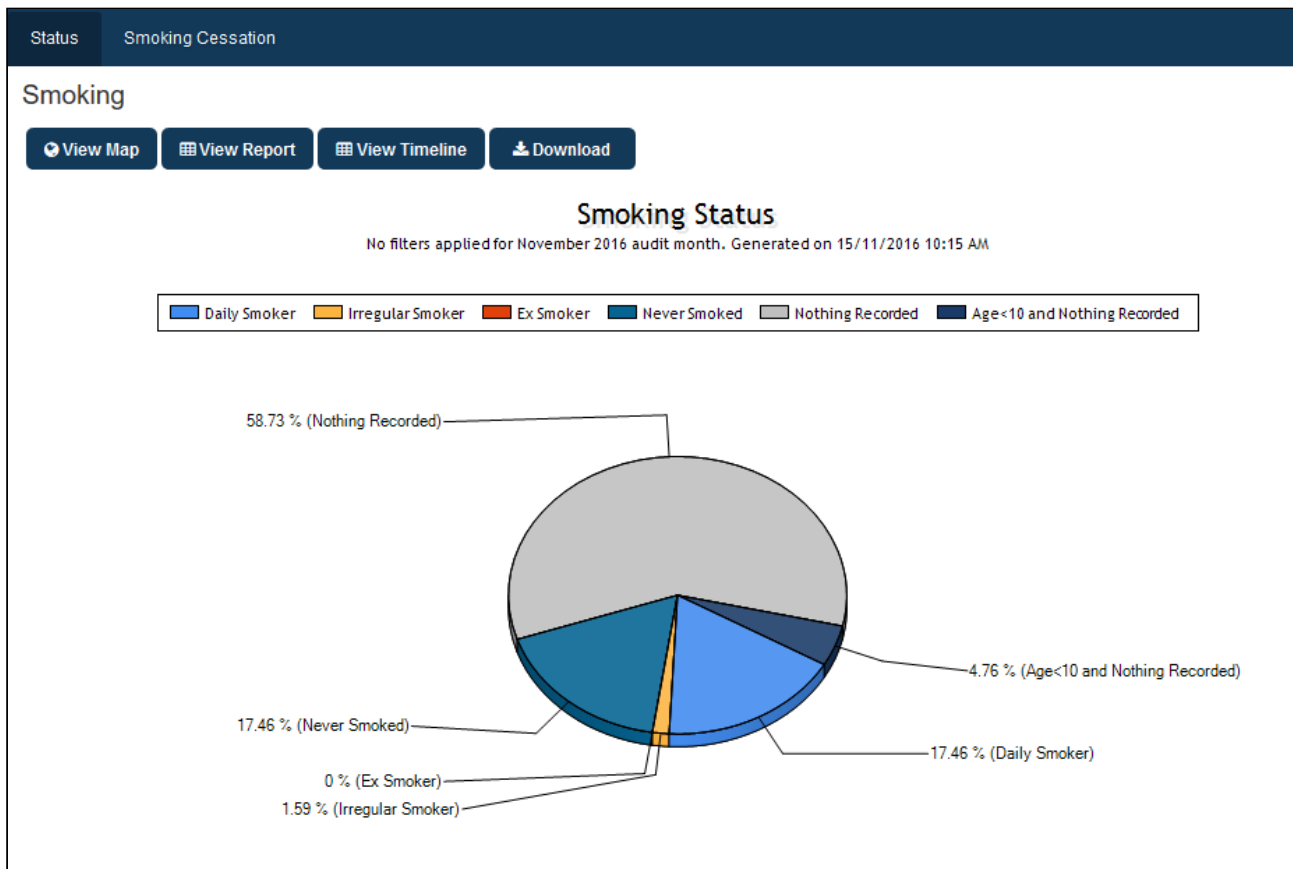 Status Smoking Cessation
Smoking
View Map View Report View Timeline Download
Smoking Status
No filters applied for November 2016 audit month. Generated on 15/11/2016 10:15 AM
Daily Smoker Irregular Smoker Ex Smoker Never Smoked Nothing Recorded Age<10 and Nothing Recorded
58.73 % (Nothing Recorded)
4.76 % (Age<10 and Nothing Recorded)
17.46 % (Never Smoked)
17.46 % (Daily Smoker)
0 % (Ex Smoker)
1.59 % (Irregular Smoker)